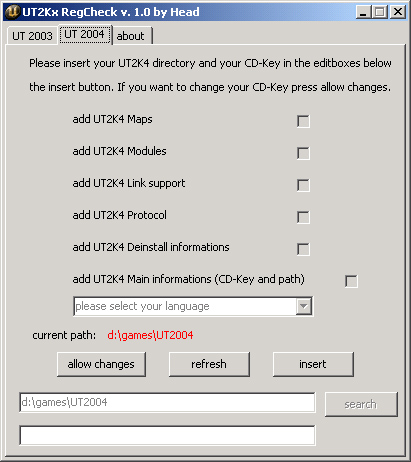 UT2Kx RegCheck v. 1.0 by Head
UT 2003 UT 2004 about
Please insert your UT2K4 directory and your CD-Key in the editboxes below
the insert button. If you want to change your CD-Key press allow changes.
add UT2K4 Maps
add UT2K4 Modules
add UT2K4 Link support
add UT2K4 Protocol
add UT2K4 Deinstall informations
add UT2K4 Main informations (CD-Key and path)
please select your language
current path: d:\games\UT2004
allow changes refresh insert
d:\games\UT2004 search